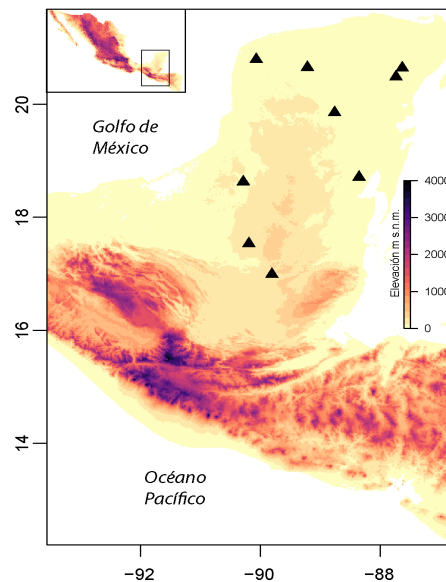 Golfo de
México
20
18
16
14
Elevación m s.n.m.
4000
3000
2000
1000
0
Océano
Pacífico
−92
−90
−88